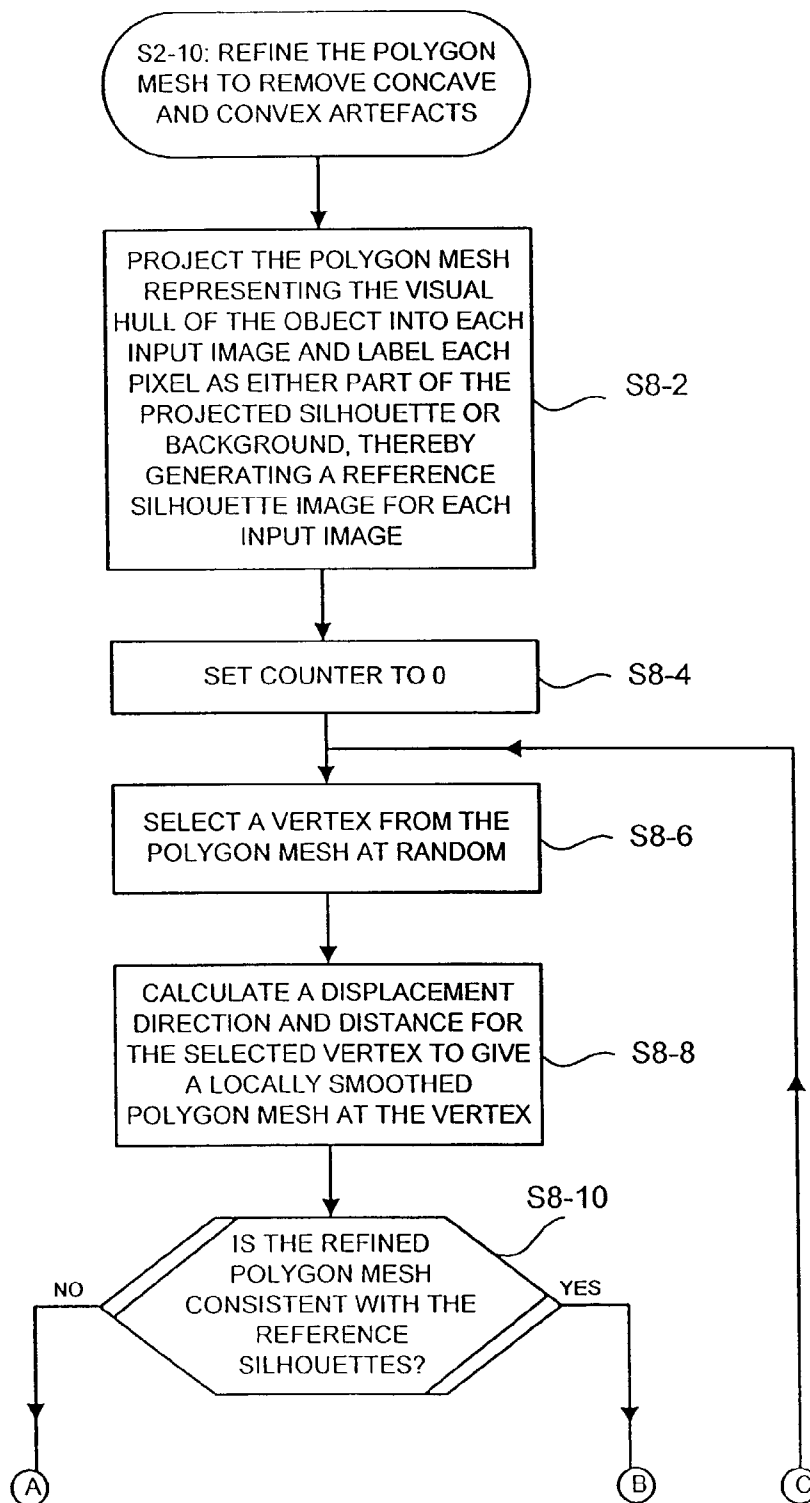 S2-10: REFINE THE POLYGON
MESH TO REMOVE CONCAVE
AND CONVEX ARTEFACTS
PROJECT THE POLYGON MESH
REPRESENTING THE VISUAL
HULL OF THE OBJECT INTO EACH
INPUT IMAGE AND LABEL EACH
PIXEL AS EITHER PART OF THE
PROJECTED SILHOUETTE OR
BACKGROUND, THEREBY
GENERATING A REFERENCE
SILHOUETTE IMAGE FOR EACH
INPUT IMAGE
S8-2
SET COUNTER TO 0
S8-4
SELECT A VERTEX FROM THE
POLYGON MESH AT RANDOM
S8-6
CALCULATE A DISPLACEMENT
DIRECTION AND DISTANCE FOR
THE SELECTED VERTEX TO GIVE
A LOCALLY SMOOTHED
POLYGON MESH AT THE VERTEX
S8-8
S8-10
IS THE REFINED
POLYGON MESH
CONSISTENT WITH THE
REFERENCE
SILHOUETTES?
NO
YES
A
B
C